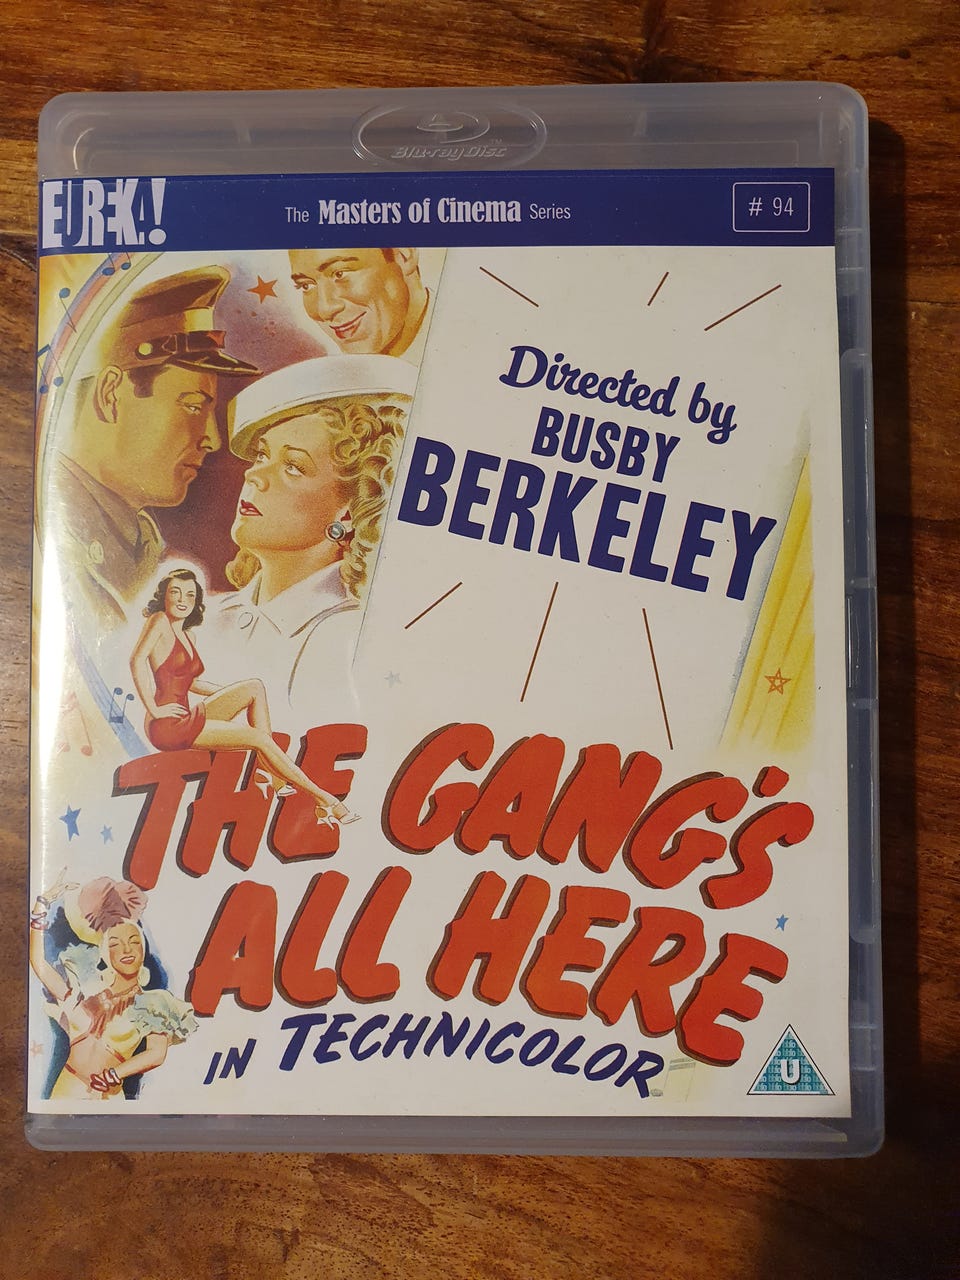 Blu-ray Disc™
EUREKA!
The Masters of Cinema Series
# 94
Directed by
BUSBY
BERKELEY
THE GANG'S
ALL HERE
IN TECHNICOLOR
U